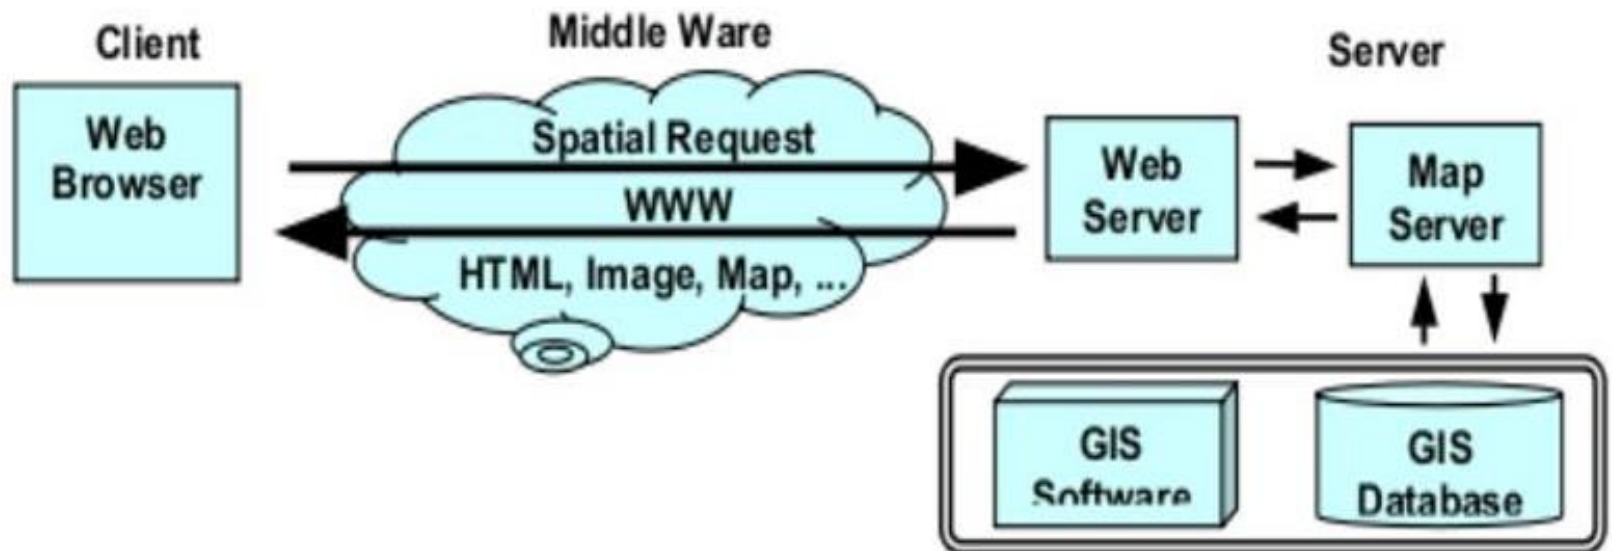 Client
Middle Ware
Server
Web
Browser
Spatial Request
WWW
HTML, Image, Map, ...
Web
Server
Map
Server
GIS
Software
GIS
Database